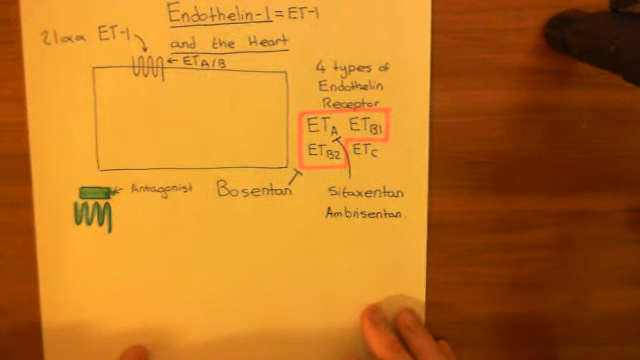 Endothelin-1 = ET-1
and the Heart
21aa ET-1
ETA/B
4 types of
Endothelin
Receptor
ETA ETB1
ETB2 ETC
Antagonist
Bosentan
Sitaxentan
Ambrisentan.